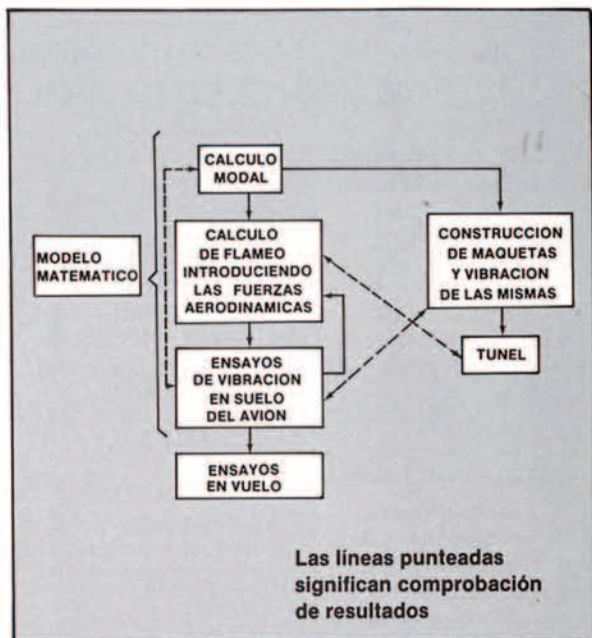 CALCULO
MODAL
MODELO
MATEMATICO
CALCULO
DE FLAMEO
INTRODUCIENDO
LAS FUERZAS
AERODINAMICAS
CONSTRUCCION
DE MAQUETAS
Y VIBRACION
DE LAS MISMAS
TUNEL
ENSAYOS
DE VIBRACION
EN SUELO
DEL AVION
ENSAYOS
EN VUELO
Las líneas punteadas
significan comprobación
de resultados